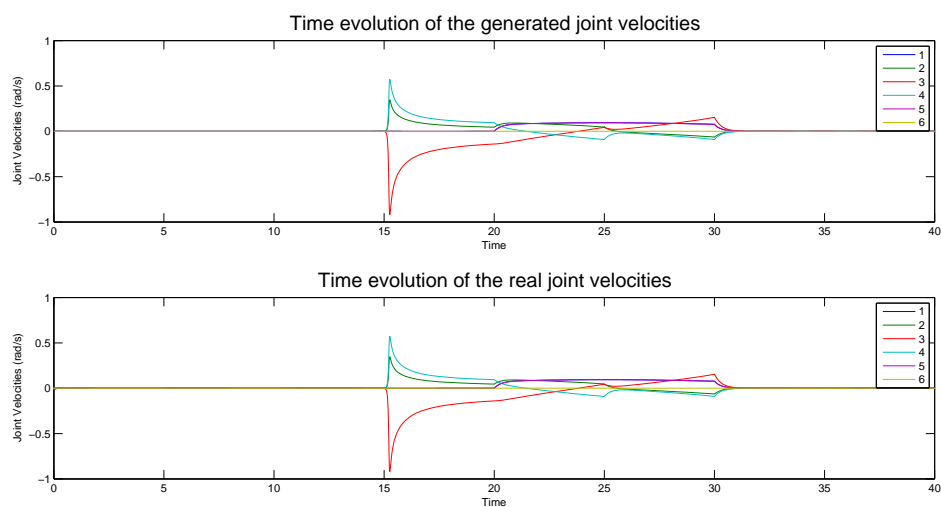 Time evolution of the generated joint velocities
Joint Velocities (rad/s)
1
0.5
0
−0.5
−1
0 5 10 15 20 25 30 35 40
Time
1
2
3
4
5
6
Time evolution of the real joint velocities
Joint Velocities (rad/s)
1
0.5
0
−0.5
−1
0 5 10 15 20 25 30 35 40
Time
1
2
3
4
5
6